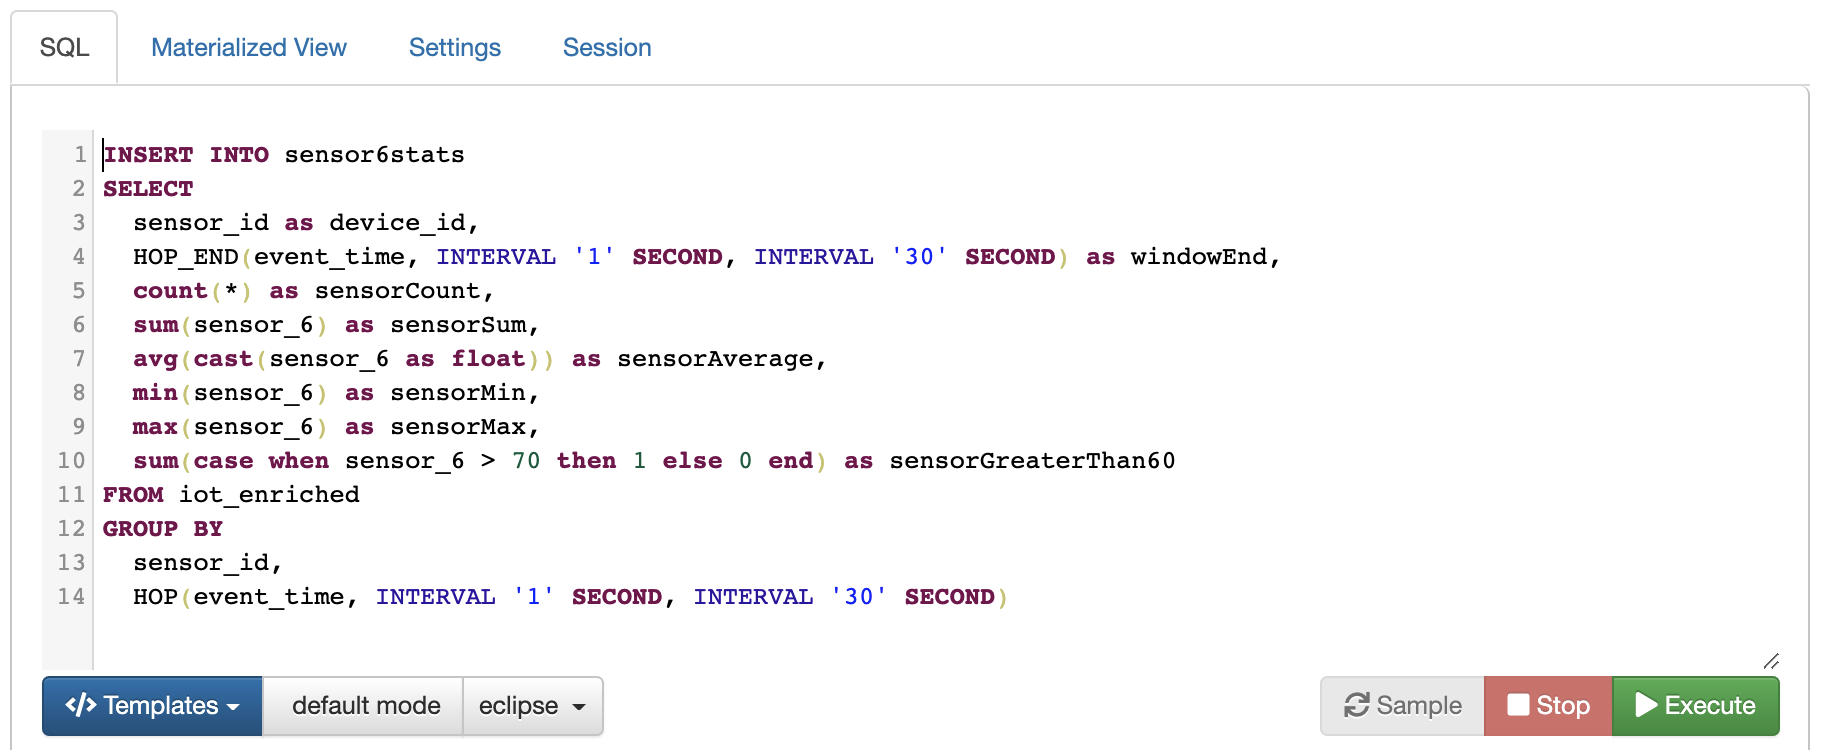 SQL Materialized View Settings Session
1 INSERT INTO sensor6stats
2 SELECT
3 sensor_id as device_id,
4 HOP_END(event_time, INTERVAL '1' SECOND, INTERVAL '30' SECOND) as windowEnd,
5 count(*) as sensorCount,
6 sum(sensor_6) as sensorSum,
7 avg(cast(sensor_6 as float)) as sensorAverage,
8 min(sensor_6) as sensorMin,
9 max(sensor_6) as sensorMax,
10 sum(case when sensor_6 > 70 then 1 else 0 end) as sensorGreaterThan60
11 FROM iot_enriched
12 GROUP BY
13 sensor_id,
14 HOP(event_time, INTERVAL '1' SECOND, INTERVAL '30' SECOND)
</> Templates default mode eclipse Sample Stop Execute